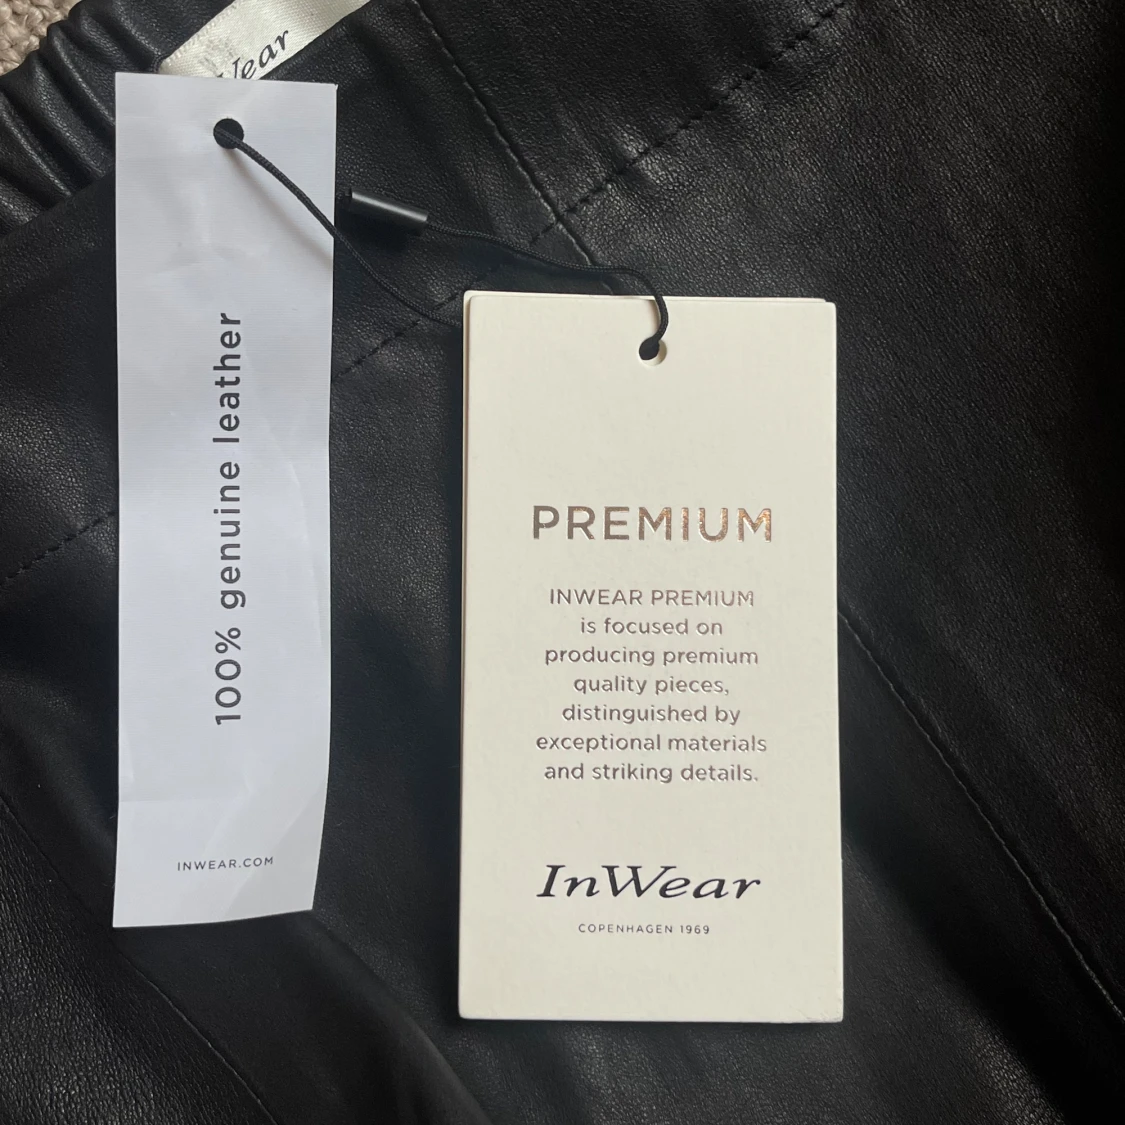 Wear
100% genuine leather
INWEAR.COM
PREMIUM
INWEAR PREMIUM
is focused on
producing premium
quality pieces,
distinguished by
exceptional materials
and striking details.
InWear
COPENHAGEN 1969